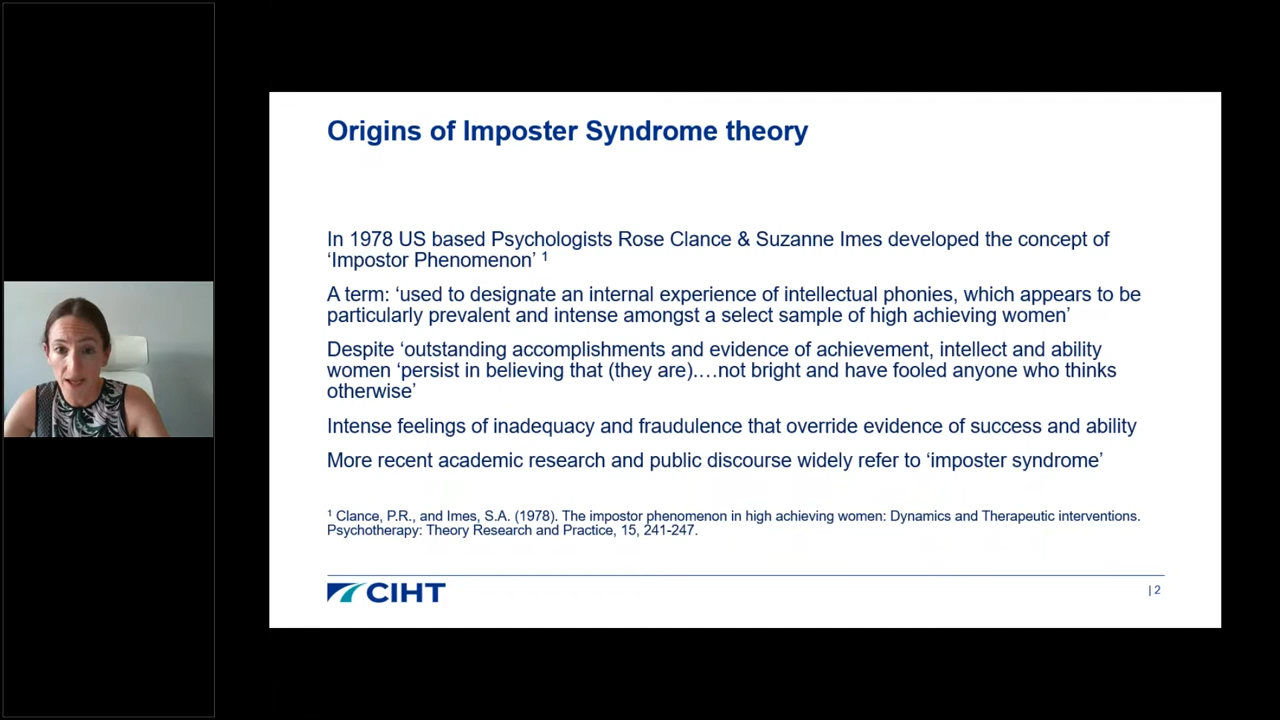 Origins of Imposter Syndrome theory
In 1978 US based Psychologists Rose Clance & Suzanne Imes developed the concept of
‘Impostor Phenomenon’ ¹
A term: ‘used to designate an internal experience of intellectual phonies, which appears to be
particularly prevalent and intense amongst a select sample of high achieving women’
Despite ‘outstanding accomplishments and evidence of achievement, intellect and ability
women ‘persist in believing that (they are)….not bright and have fooled anyone who thinks
otherwise’
Intense feelings of inadequacy and fraudulence that override evidence of success and ability
More recent academic research and public discourse widely refer to ‘imposter syndrome’
¹ Clance, P.R., and Imes, S.A. (1978). The impostor phenomenon in high achieving women: Dynamics and Therapeutic interventions.
Psychotherapy: Theory Research and Practice, 15, 241-247.
CIHT
| 2